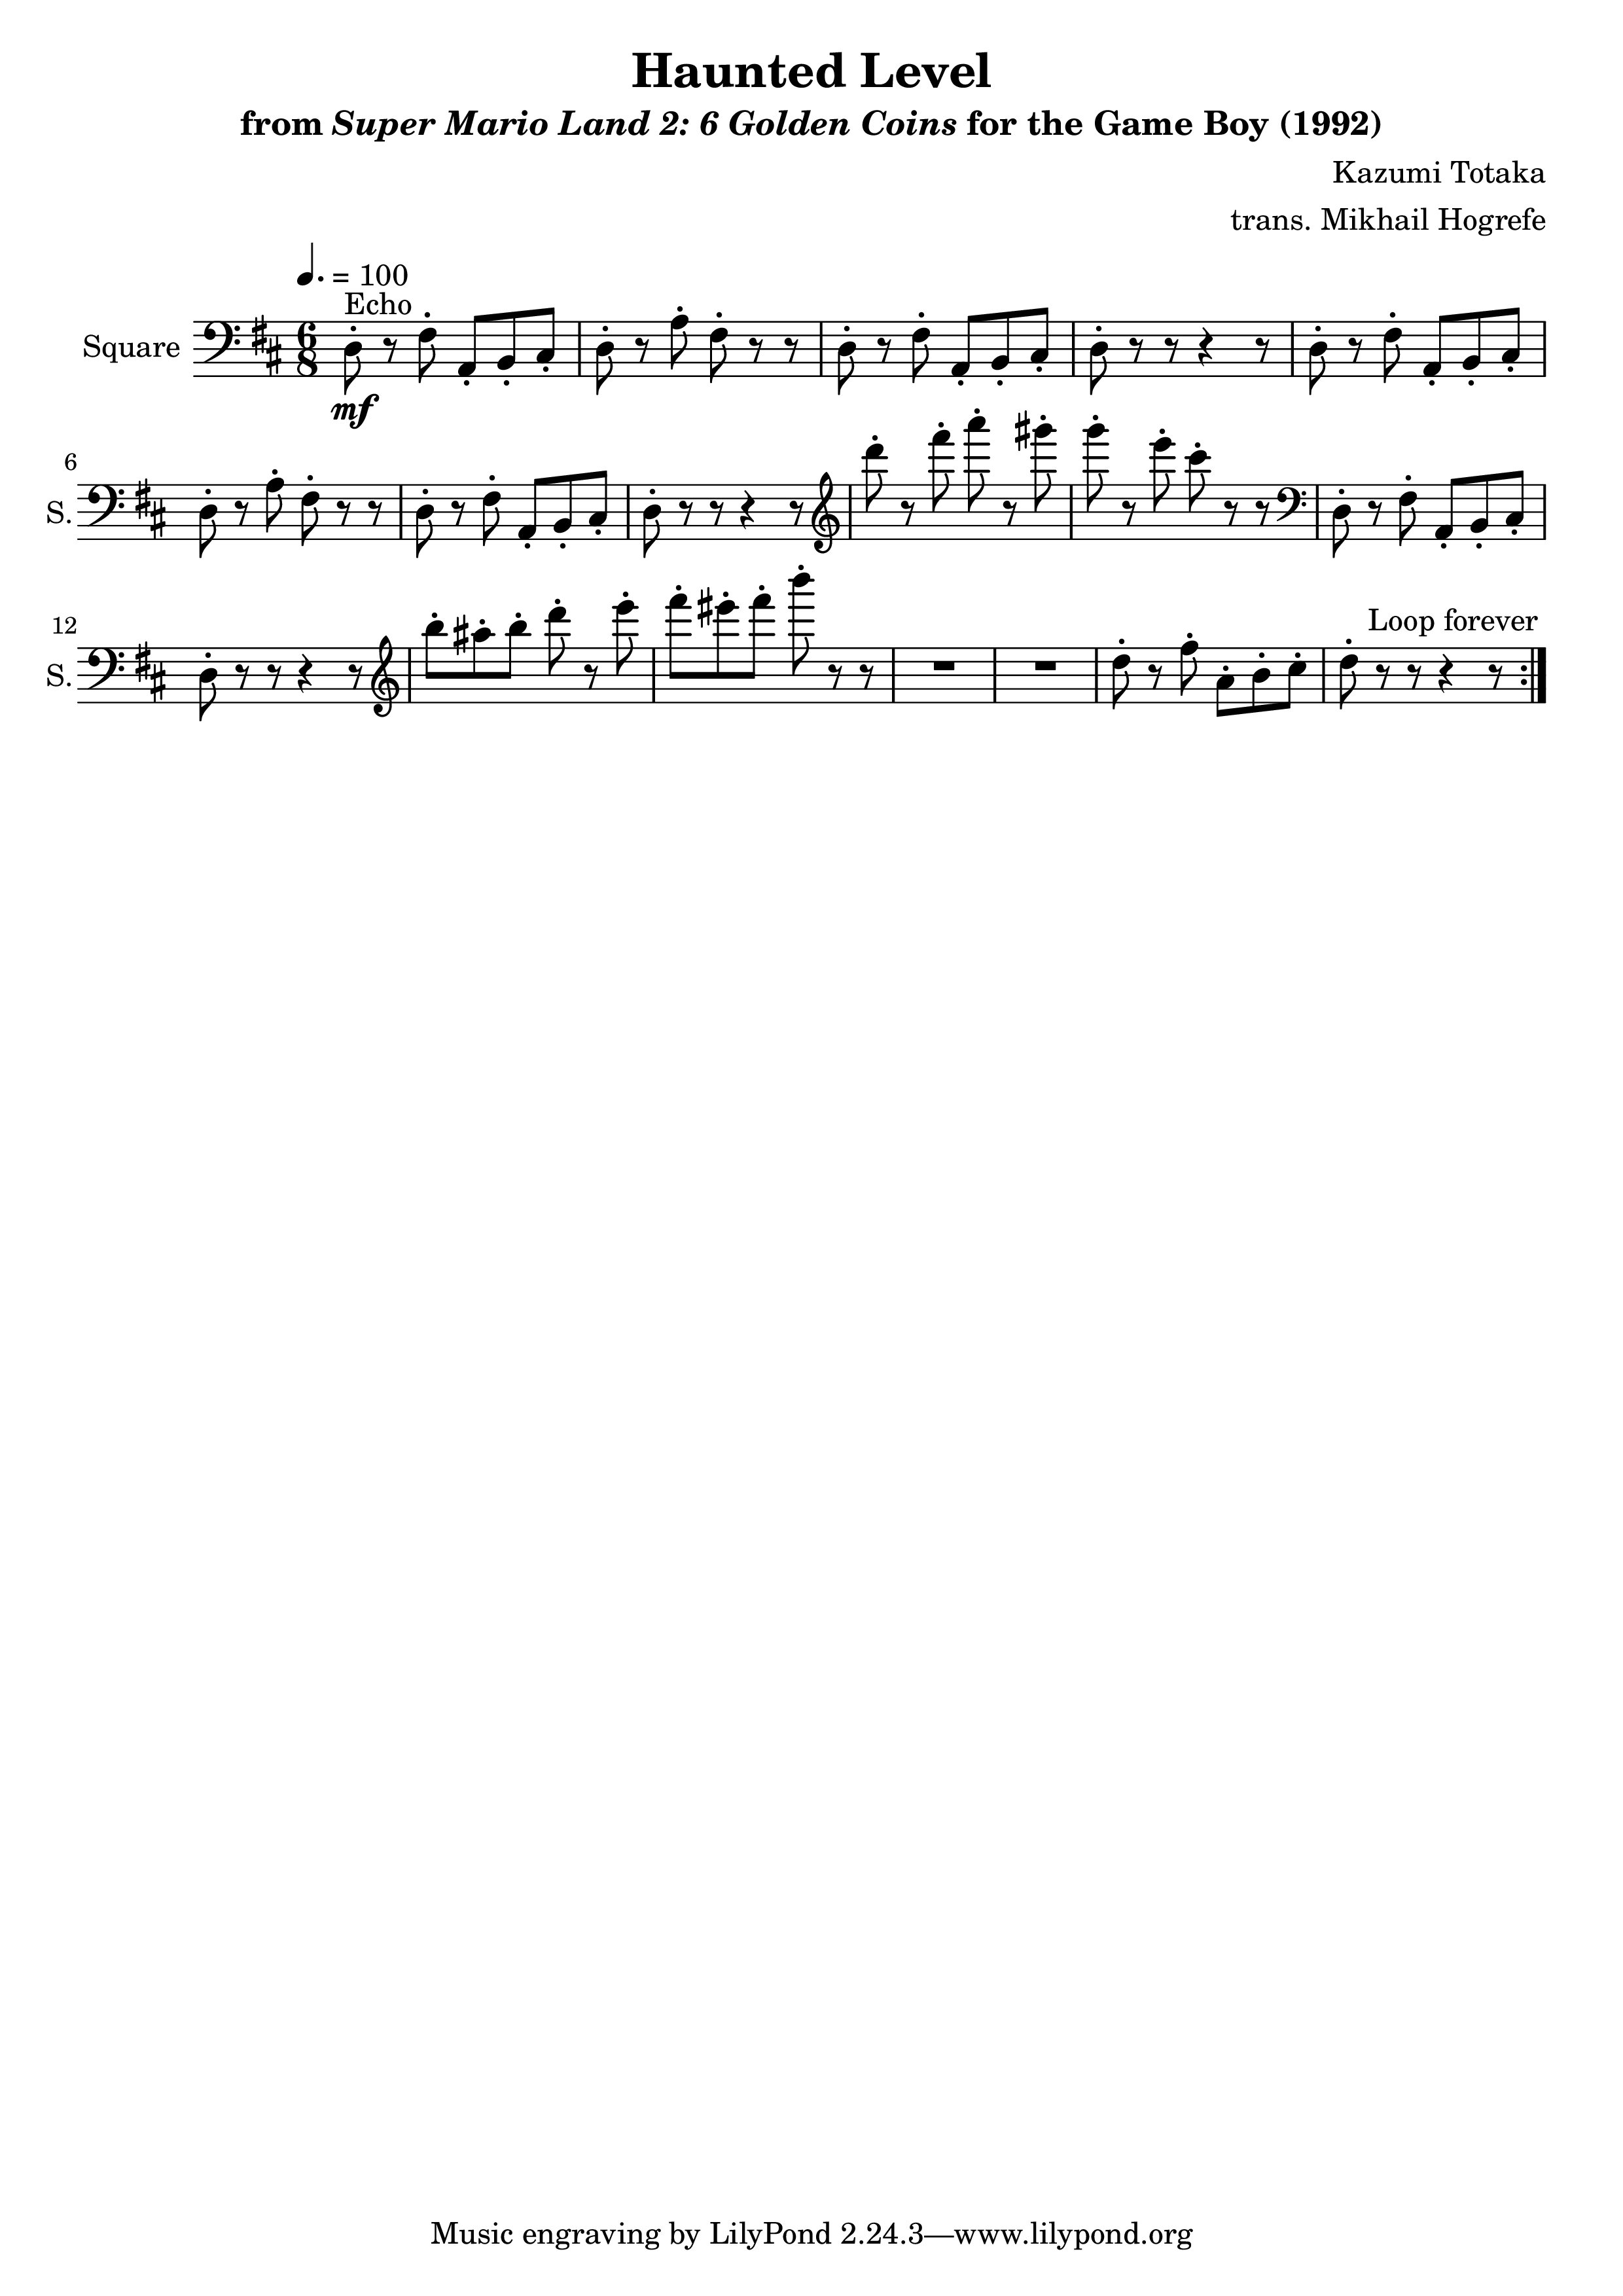 Haunted Level
from Super Mario Land 2: 6 Golden Coins for the Game Boy (1992)
Kazumi Totaka
trans. Mikhail Hogrefe
= 100
Echo
Square
6
8
mf
6
S.
12
S.
Loop forever
Music engraving by LilyPond 2.24.3—www.lilypond.org